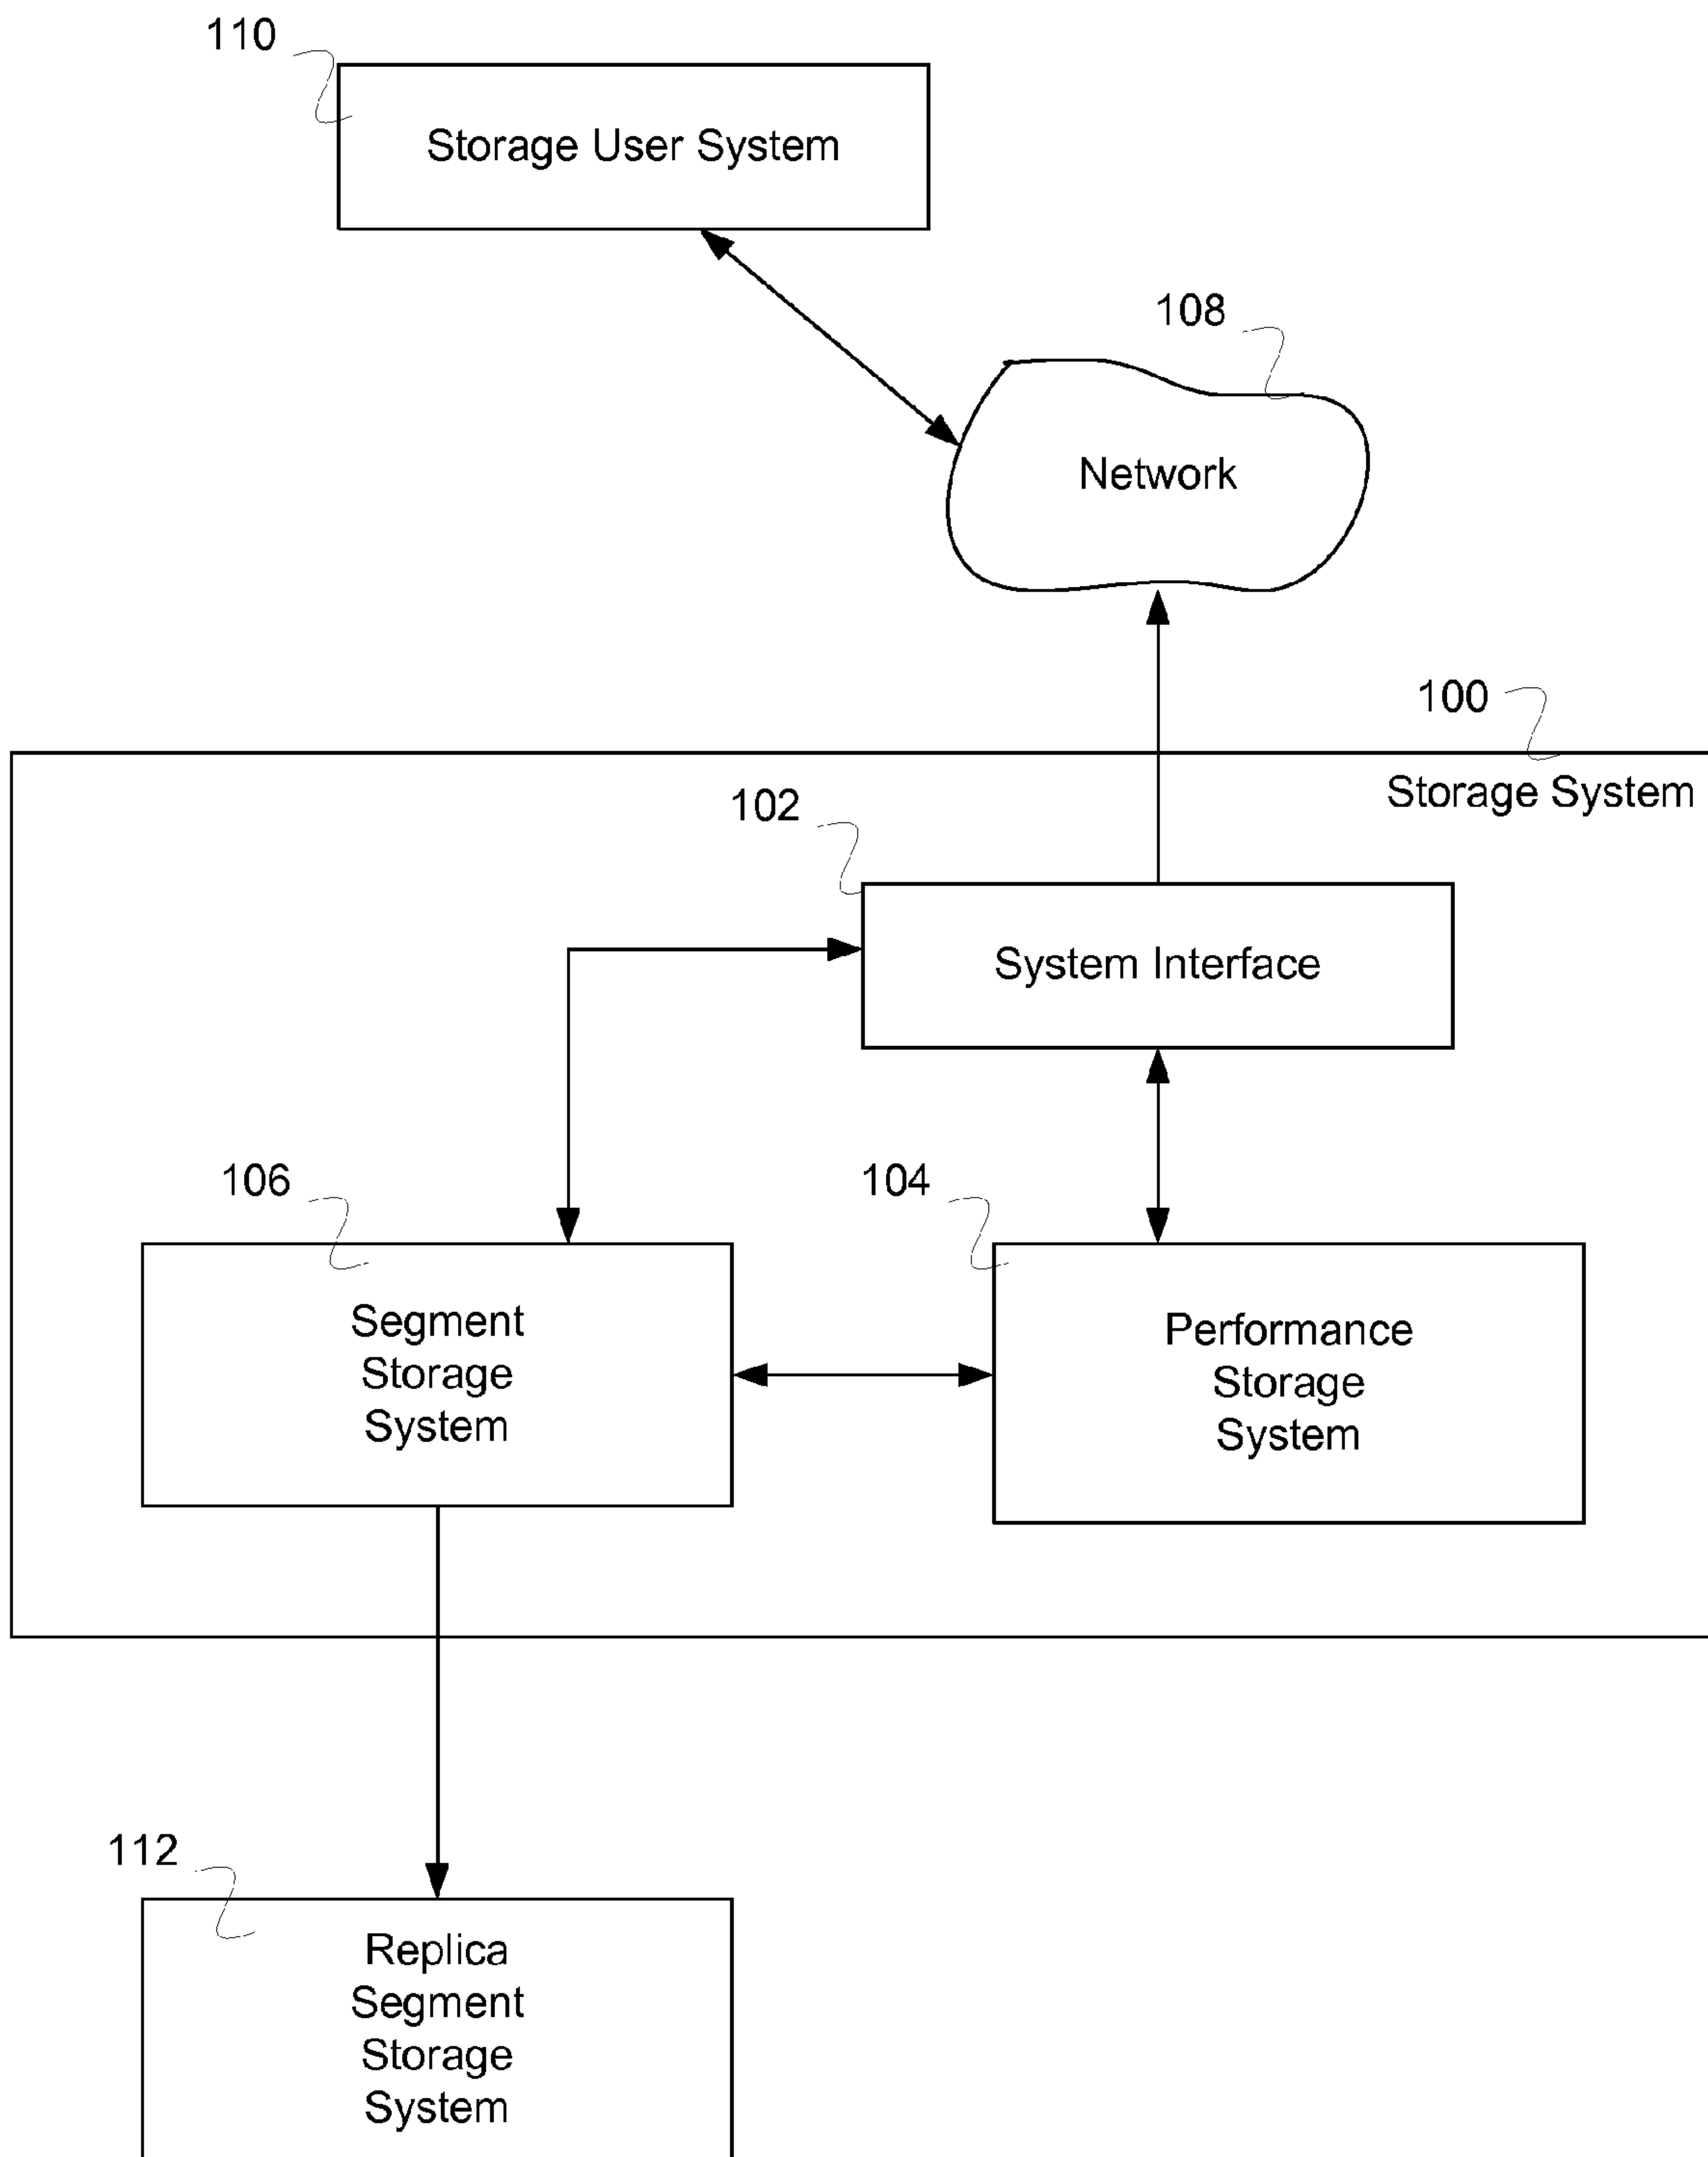 110
Storage User System
108
Network
100
Storage System
102
System Interface
106
104
Segment
Storage
System
Performance
Storage
System
112
Replica
Segment
Storage
System